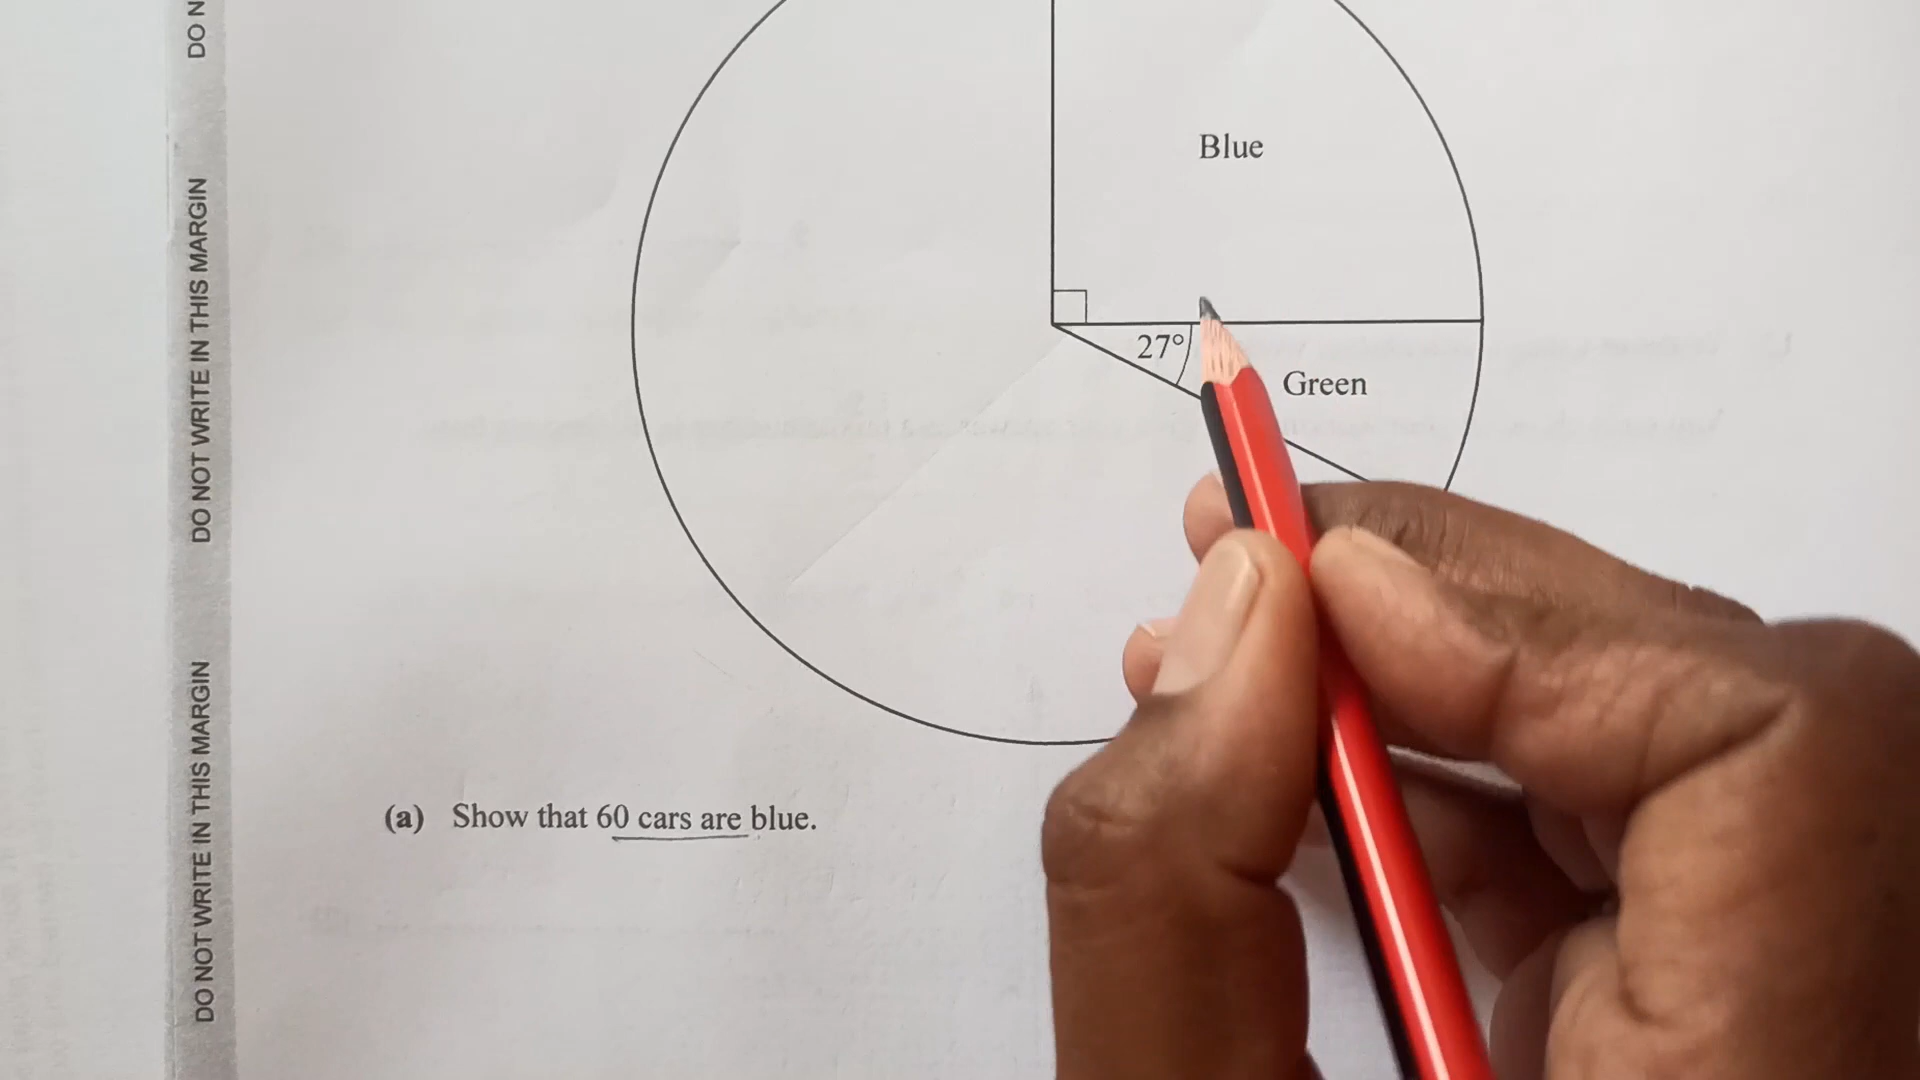 DO N
DO NOT WRITE IN THIS MARGIN
DO NOT WRITE IN THIS MARGIN
Blue
27°
Green
(a) Show that 60 cars are blue.